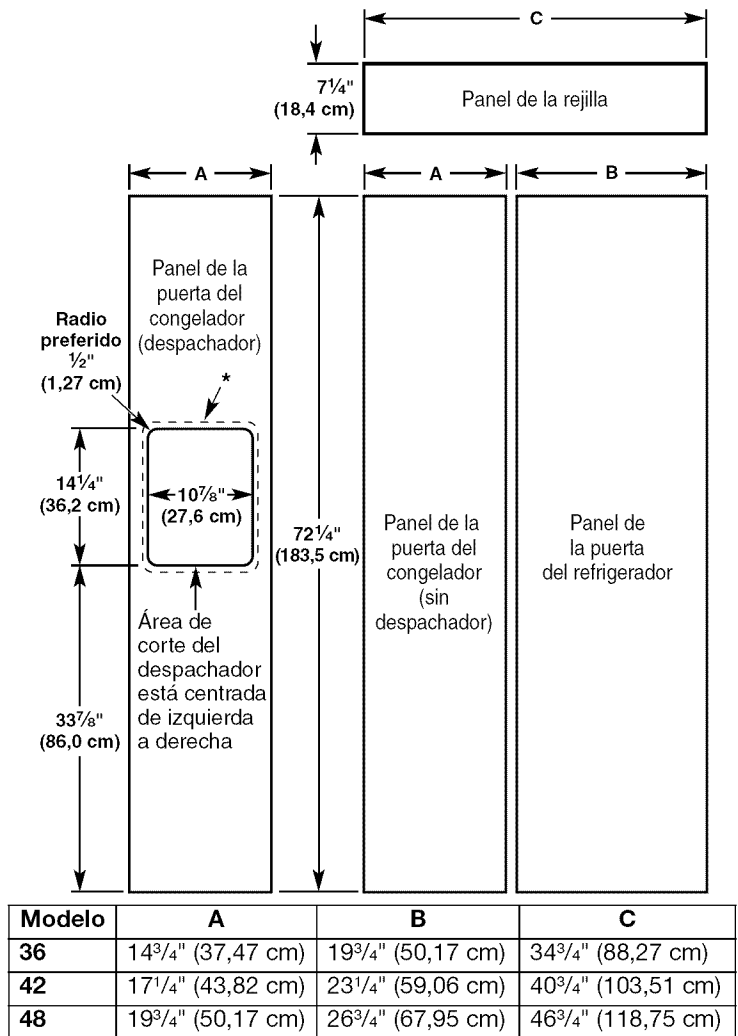 C
7¼"
(18,4 cm)
Panel de la rejilla
A
A
B
Panel de la
puerta del
congelador
(despachador)
Radio
preferido
½"
(1,27 cm)
*
14¼"
(36,2 cm)
10⅞"
(27,6 cm)
72¼"
(183,5 cm)
Panel de la
puerta del
congelador
(sin
despachador)
Panel de
la puerta
del refrigerador
Área de
corte del
despachador
está centrada
de izquierda
a derecha
33⅞"
(86,0 cm)
Modelo A B C
36 14¾" (37,47 cm) 19¾" (50,17 cm) 34¾" (88,27 cm)
42 17¼" (43,82 cm) 23¼" (59,06 cm) 40¾" (103,51 cm)
48 19¾" (50,17 cm) 26¾" (67,95 cm) 46¾" (118,75 cm)